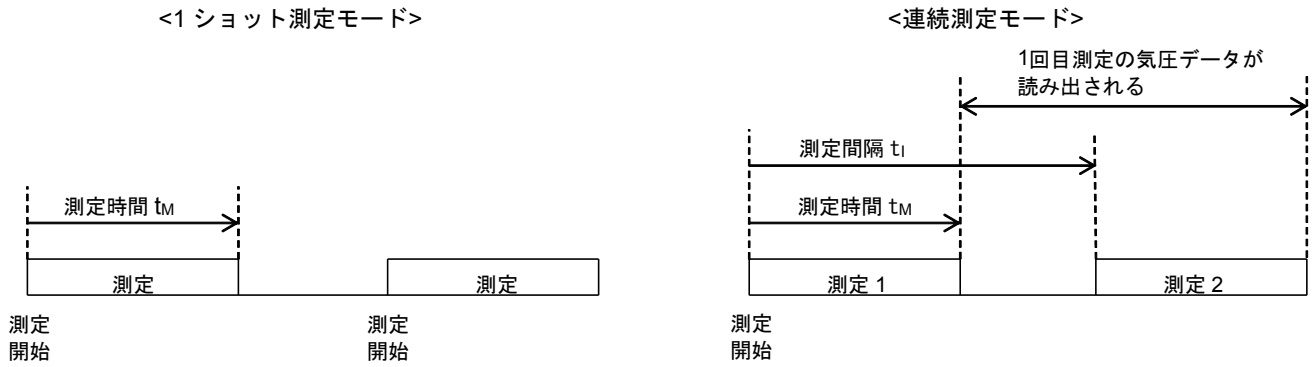 <1 ショット測定モード>
測定時間 tM
測定
測定
測定
開始
測定
開始
<連続測定モード>
1回目測定の気圧データが
読み出される
測定間隔 tI
測定時間 tM
測定 1
測定 2
測定
開始